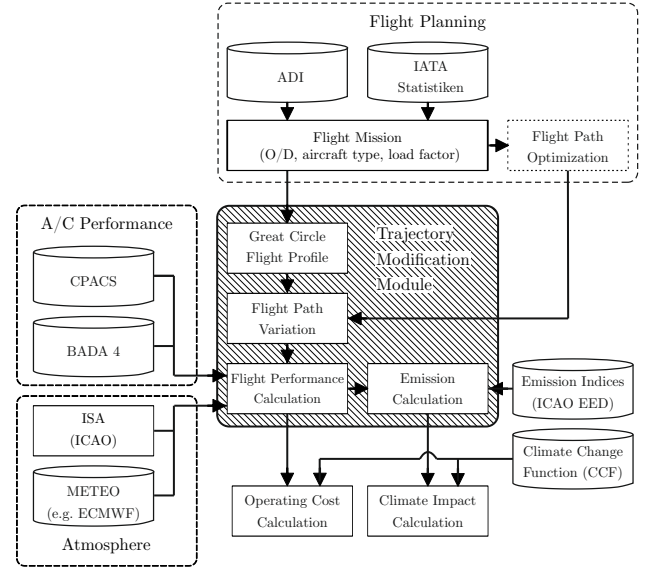 Flight Planning
ADI
IATA
Statistiken
Flight Mission
(O/D, aircraft type, load factor)
Flight Path
Optimization
A/C Performance
CPACS
BADA 4
Great Circle
Flight Profile
Trajectory
Modification
Module
Flight Path
Variation
Flight Performance
Calculation
Emission
Calculation
Emission Indices
(ICAO EED)
ISA
(ICAO)
METEO
(e.g. ECMWF)
Atmosphere
Climate Change
Function (CCF)
Operating Cost
Calculation
Climate Impact
Calculation